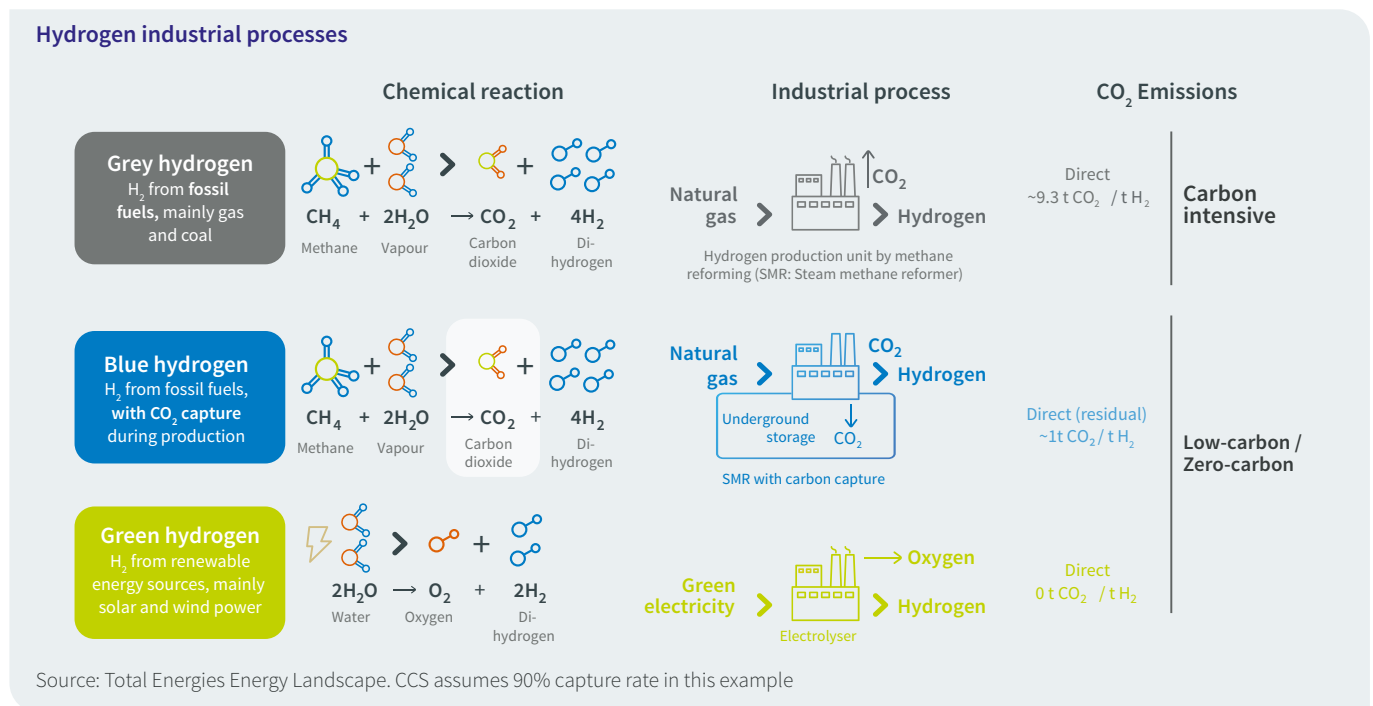 Hydrogen industrial processes
Chemical reaction
Industrial process
CO₂ Emissions
Grey hydrogen
H₂ from fossil
fuels, mainly gas
and coal
CH₄ + 2H₂O → CO₂ + 4H₂
Methane
Vapour
Carbon
dioxide
Di-
hydrogen
Natural
gas
CO₂
Hydrogen
Hydrogen production unit by methane
reforming (SMR: Steam methane reformer)
Direct
~9.3 t CO₂ / t H₂
Carbon
intensive
Blue hydrogen
H₂ from fossil fuels,
with CO₂ capture
during production
CH₄ + 2H₂O → CO₂ + 4H₂
Methane
Vapour
Carbon
dioxide
Di-
hydrogen
Natural
gas
CO₂
Hydrogen
Underground
storage
CO₂
SMR with carbon capture
Direct (residual)
~1t CO₂/ t H₂
Low-carbon /
Zero-carbon
Green hydrogen
H₂ from renewable
energy sources, mainly
solar and wind power
2H₂O → O₂ + 2H₂
Water
Oxygen
Di-
hydrogen
Green
electricity
Oxygen
Hydrogen
Electrolyser
Direct
0 t CO₂ / t H₂
Source: Total Energies Energy Landscape. CCS assumes 90% capture rate in this example